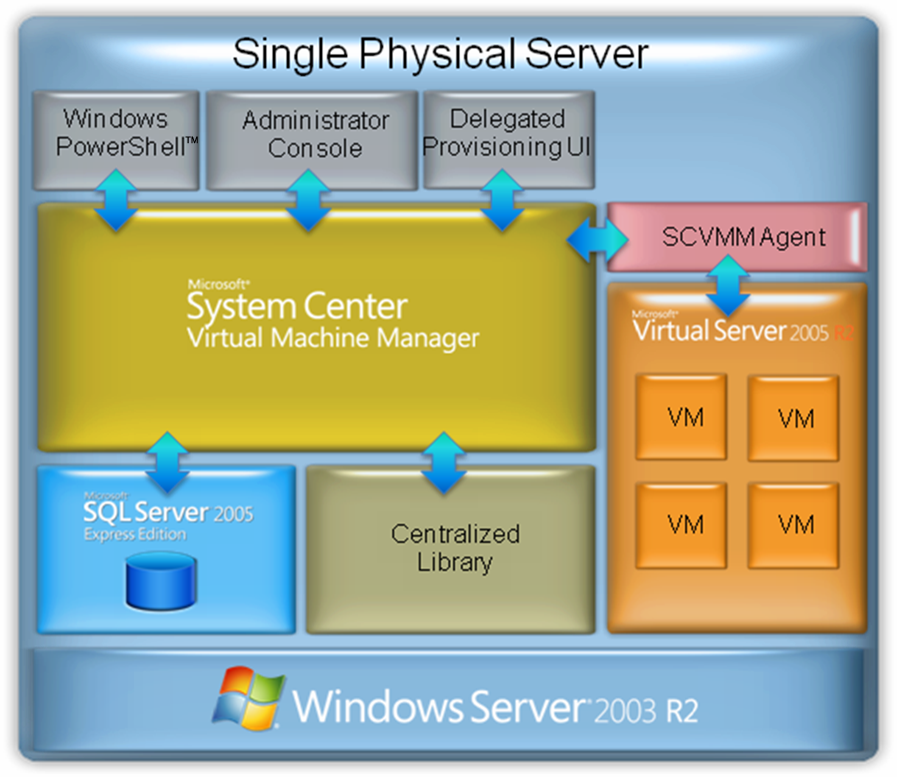 Single Physical Server
Windows
PowerShell™
Administrator
Console
Delegated
Provisioning UI
SCVMM Agent
Microsoft®
System Center
Virtual Machine Manager
Microsoft®
Virtual Server 2005 R2
VM
VM
VM
VM
Microsoft
SQL Server 2005
Express Edition
Centralized
Library
Windows Server 2003 R2